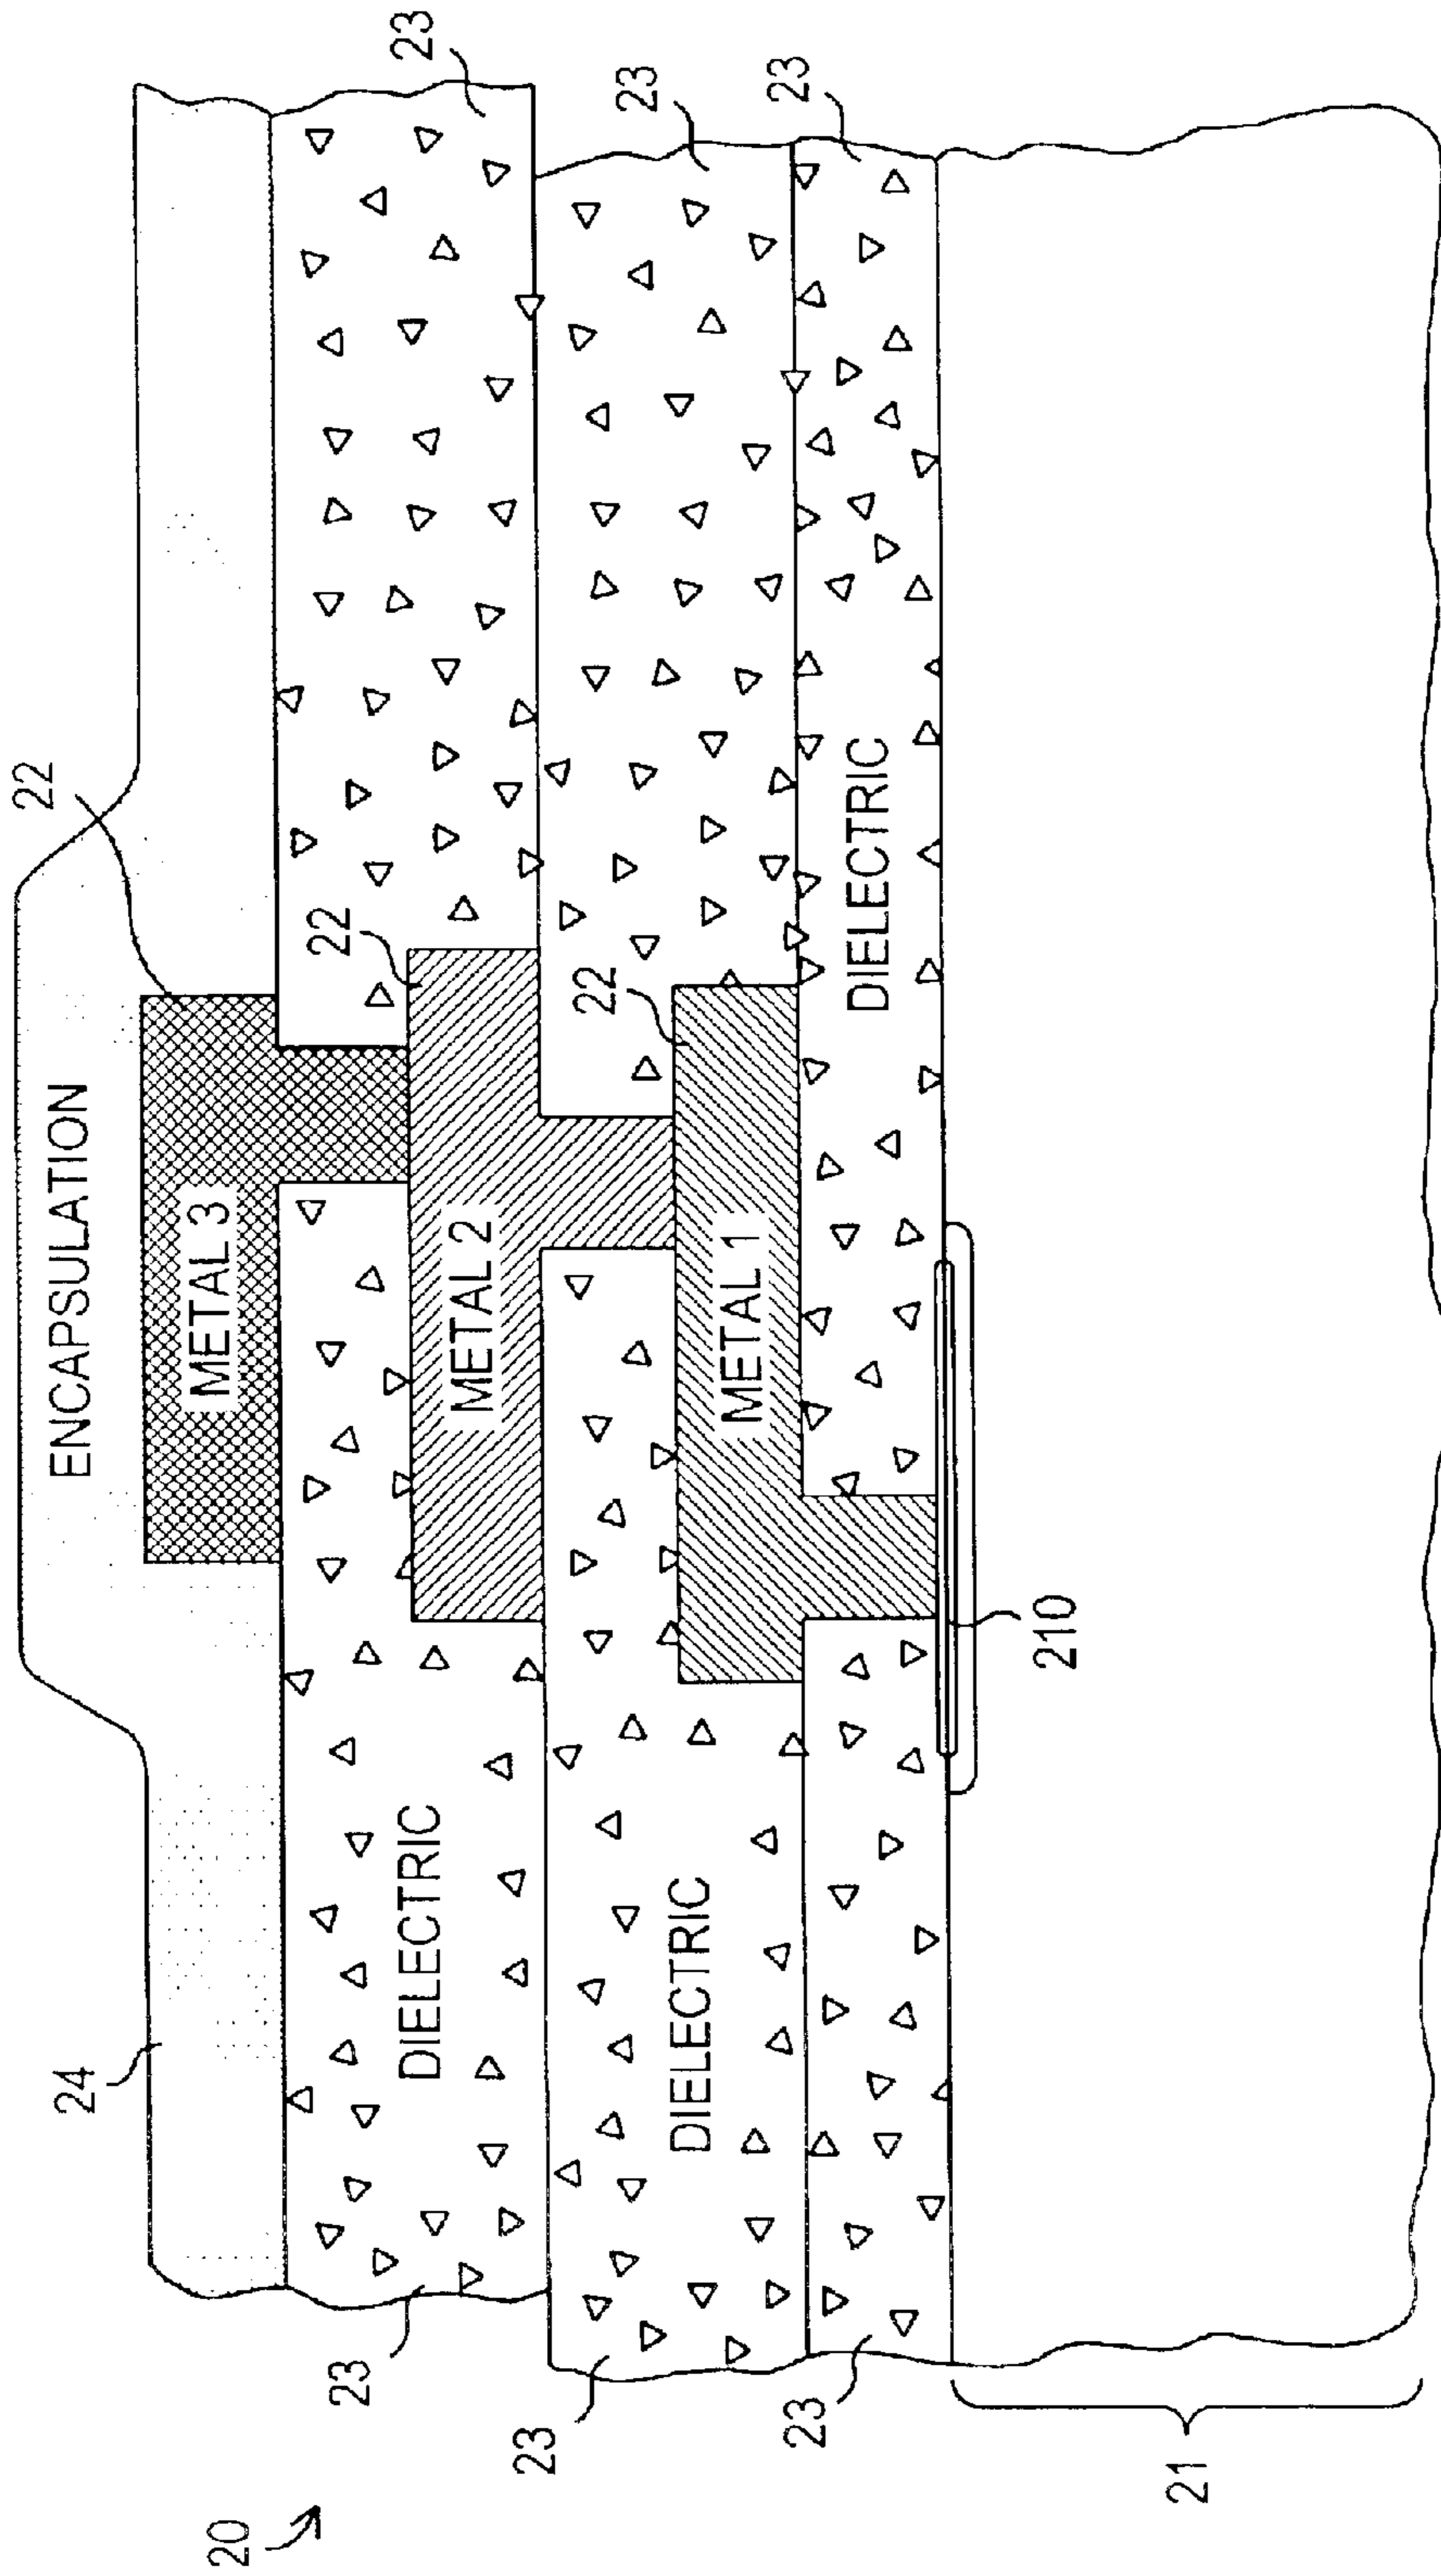 20
24
ENCAPSULATION
22
METAL 3
23
23
DIELECTRIC
METAL 2
22
23
DIELECTRIC
METAL 1
22
23
23
DIELECTRIC
23
210
21